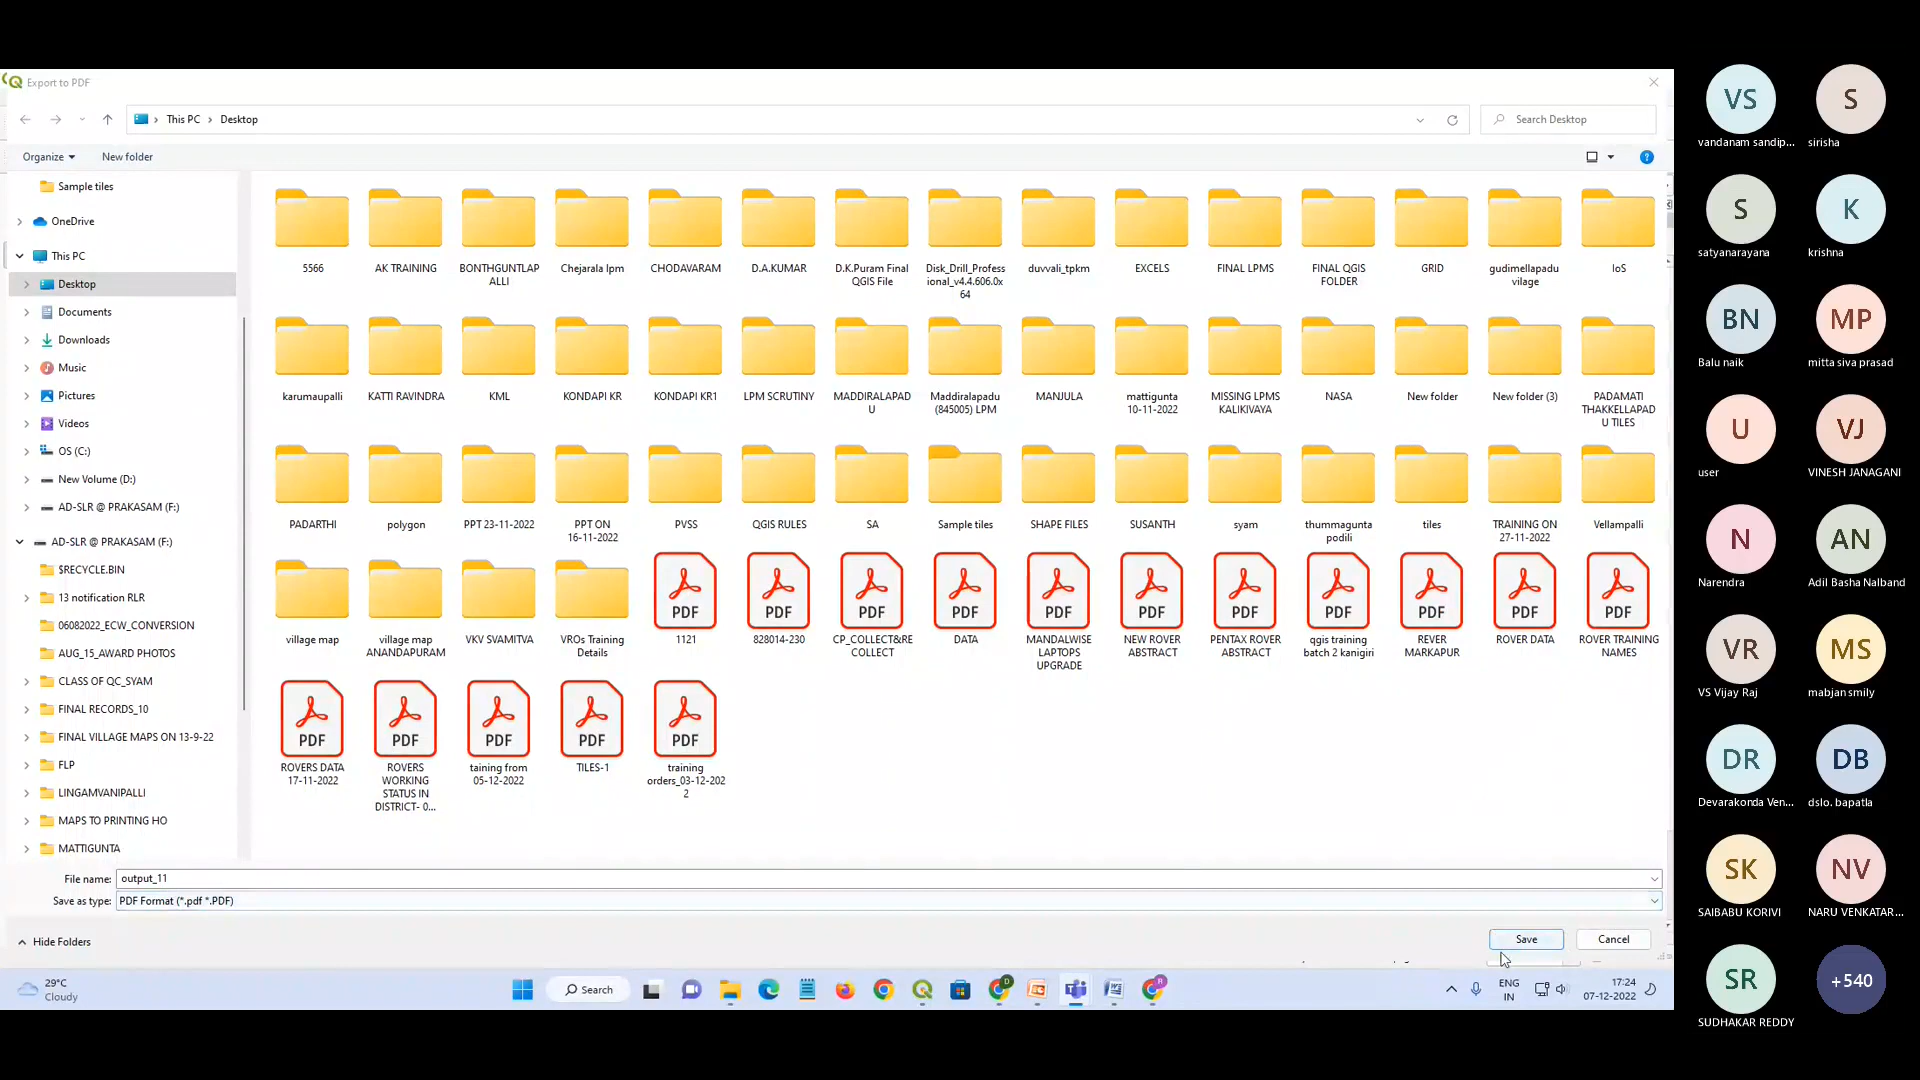 Export to PDF
This PC > Desktop
Search Desktop
Organize
New folder
Sample tiles
OneDrive
This PC
Desktop
Documents
Downloads
Music
Pictures
Videos
OS (C:)
New Volume (D:)
AD-SLR @ PRAKASAM (F:)
AD-SLR @ PRAKASAM (F:)
$RECYCLE.BIN
13 notification RLR
06082022_ECW_CONVERSION
AUG_15_AWARD PHOTOS
CLASS OF QC_SYAM
FINAL RECORDS_10
FINAL VILLAGE MAPS ON 13-9-22
FLP
LINGAMVANIPALLI
MAPS TO PRINTING HO
MATTIGUNTA
5566
AK TRAINING
BONTHGUNTLAP
ALLI
Chejarala lpm
CHODAVARAM
D.A.KUMAR
D.K.Puram Final
QGIS File
Disk_Drill_Profess
ional_v4.4.606.0x
64
duvvali_tpkm
EXCELS
FINAL LPMS
FINAL QGIS
FOLDER
GRID
gudimellapadu
vilage
loS
karumaupalli
KATTI RAVINDRA
KML
KONDAPI KR
KONDAPI KR1
LPM SCRUTINY
MADDIRALAPAD
U
Maddiralapadu
(845005) LPM
MANJULA
mattigunta
10-11-2022
MISSING LPMS
KALIKIVAYA
NASA
New folder
New folder (3)
PADAMATI
THAKKELLAPAD
U TILES
PADARTHI
polygon
PPT 23-11-2022
PPT ON
16-11-2022
PVSS
QGIS RULES
SA
Sample tiles
SHAPE FILES
SUSANTH
syam
thummagunta
podili
tiles
TRAINING ON
27-11-2022
Vellampalli
village map
village map
ANANDAPURAM
VKV SVAMITVA
VROs Training
Details
PDF
1121
PDF
828014-230
PDF
CP_COLLECT&RE
COLLECT
PDF
DATA
PDF
MANDALWISE
LAPTOPS
UPGRADE
PDF
NEW ROVER
ABSTRACT
PDF
PENTAX ROVER
ABSTRACT
PDF
qgis training
batch 2 kanigiri
PDF
REVER
MARKAPUR
PDF
ROVER DATA
PDF
ROVER TRAINING
NAMES
PDF
ROVERS DATA
17-11-2022
PDF
ROVERS
WORKING
STATUS IN
DISTRICT- 0...
PDF
taining from
05-12-2022
PDF
TILES-1
PDF
training
orders_03-12-202
2
File name: output_11
Save as type: PDF Format (*.pdf *.PDF)
Hide Folders
Save
Cancel
29°C
Cloudy
Search
ENG
IN
17:24
07-12-2022
VS
vandanam sandip...
S
sirisha
S
satyanarayana
K
krishna
BN
Balu naik
MP
mitta siva prasad
U
user
VJ
VINESH JANAGANI
N
Narendra
AN
Adil Basha Nalband
VR
VS Vijay Raj
MS
mabjan smily
DR
Devarakonda Ven...
DB
dslo. bapatla
SK
SAIBABU KORIVI
NV
NARU VENKATAR...
SR
SUDHAKAR REDDY
+540